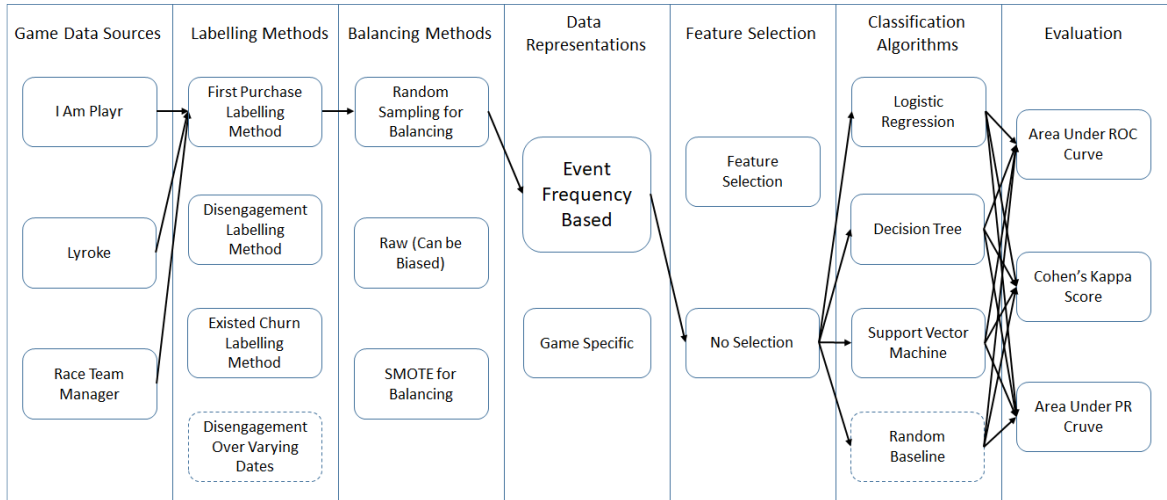 Game Data Sources
Labelling Methods
Balancing Methods
Data
Representations
Feature Selection
Classification
Algorithms
Evaluation
I Am Playr
Lyroke
Race Team
Manager
First Purchase
Labelling
Method
Disengagement
Labelling
Method
Existed Churn
Labelling
Method
Disengagement
Over Varying
Dates
Random
Sampling for
Balancing
Raw (Can be
Biased)
SMOTE for
Balancing
Event
Frequency
Based
Game Specific
Feature
Selection
No Selection
Logistic
Regression
Decision Tree
Support Vector
Machine
Random
Baseline
Area Under ROC
Curve
Cohen's Kappa
Score
Area Under PR
Cruve